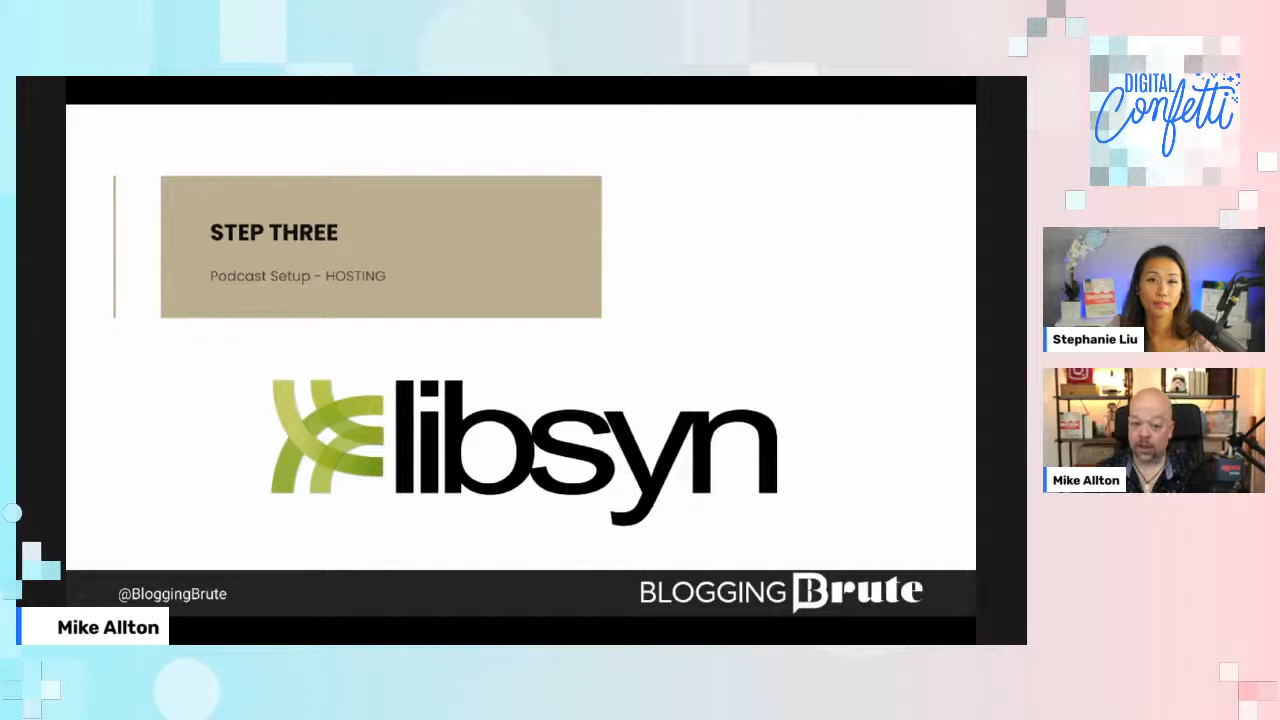 DIGITAL
Confetti
STEP THREE
Podcast Setup - HOSTING
libsyn
@BloggingBrute
BLOGGING Brute
Mike Allton
Stephanie Liu
Mike Allton